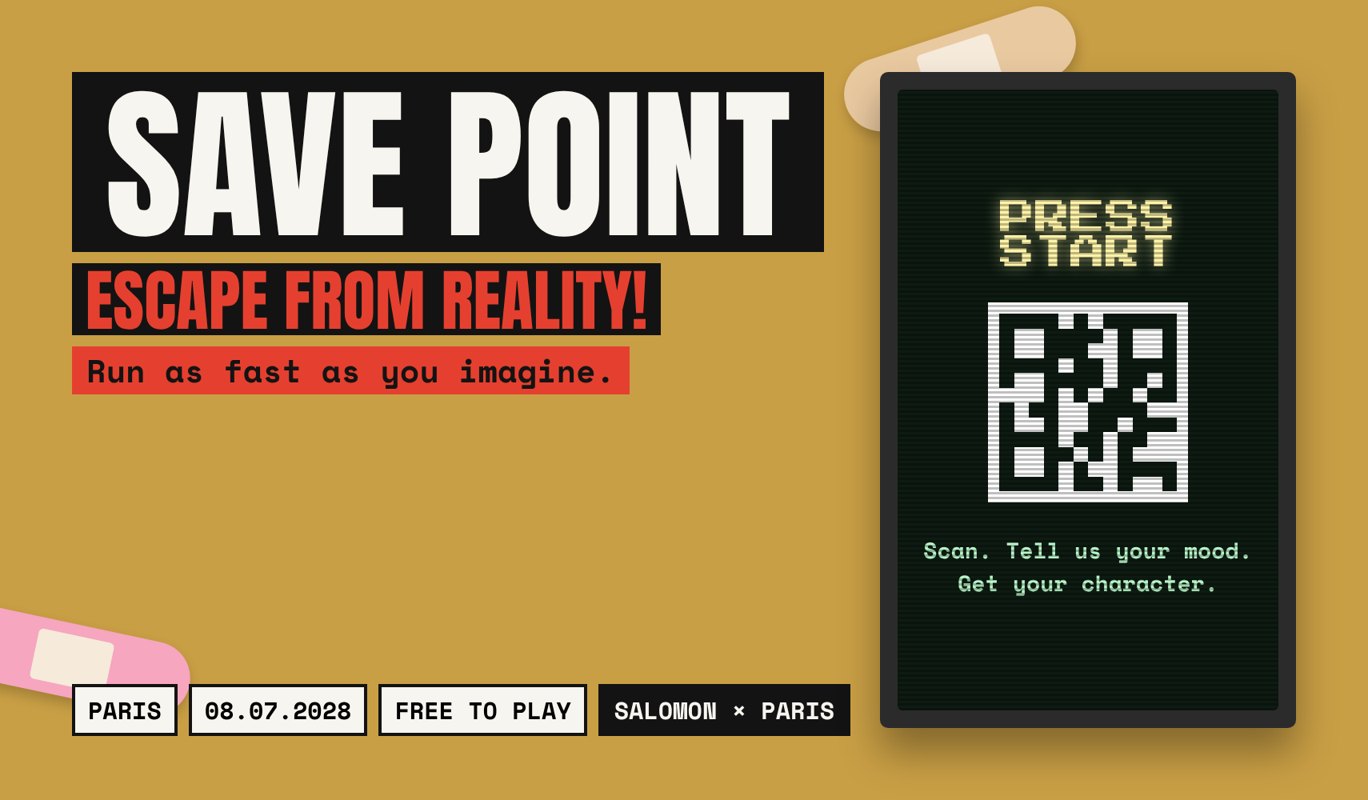 SAVE POINT
ESCAPE FROM REALITY!
Run as fast as you imagine.
PARIS
08.07.2028
FREE TO PLAY
SALOMON × PARIS
PRESS
START
Scan. Tell us your mood.
Get your character.